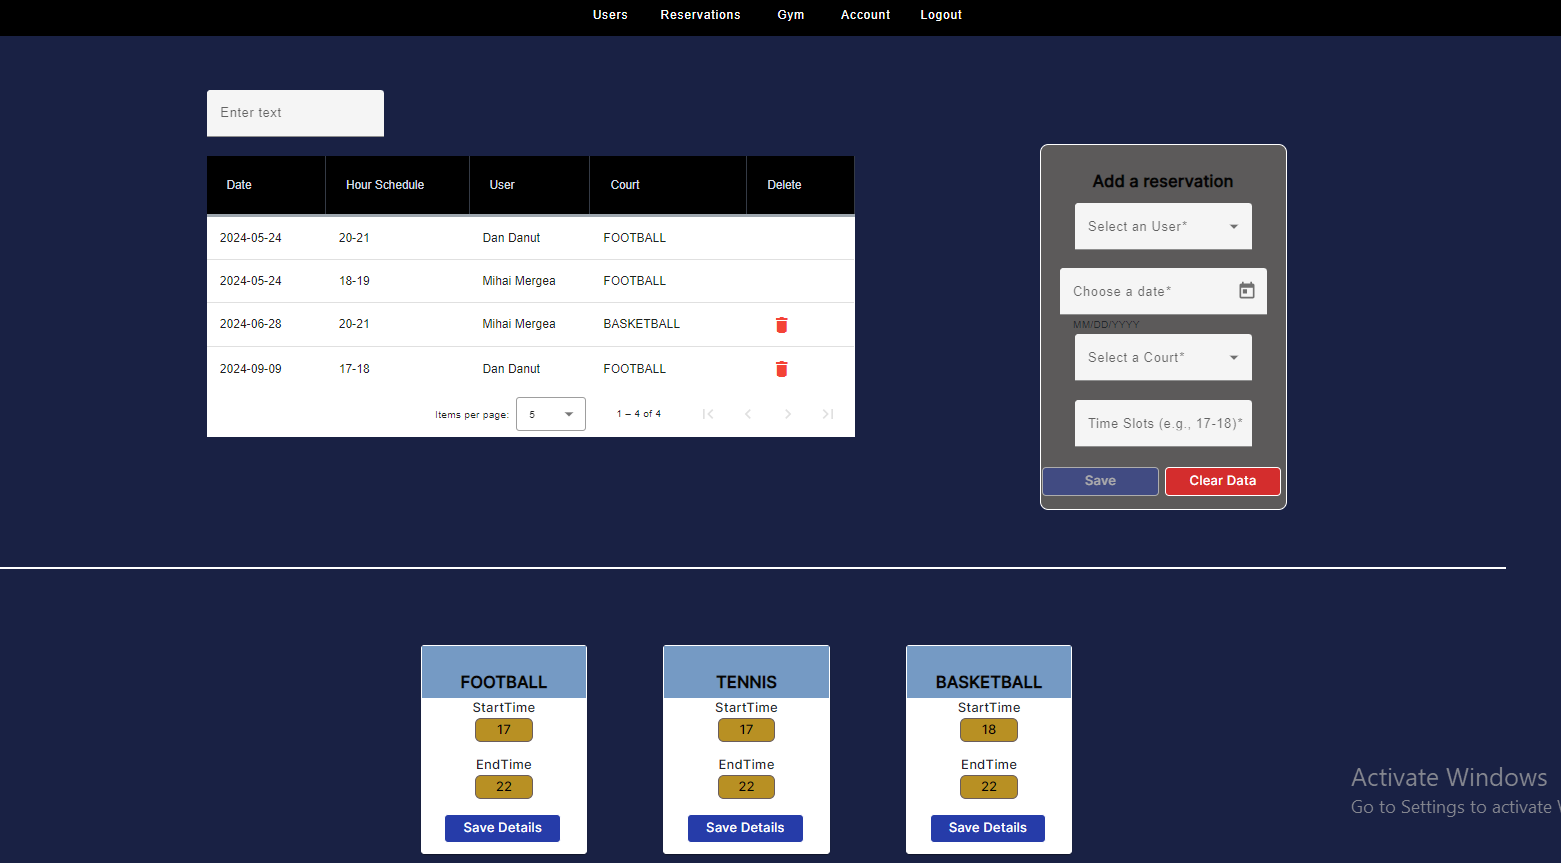 Users Reservations Gym Account Logout
Enter text
Date Hour Schedule User Court Delete
2024-05-24 20-21 Dan Danut FOOTBALL
2024-05-24 18-19 Mihai Mergea FOOTBALL
2024-06-28 20-21 Mihai Mergea BASKETBALL
2024-09-09 17-18 Dan Danut FOOTBALL
Items per page: 5 1 – 4 of 4
Add a reservation
Select an User*
Choose a date*
MM/DD/YYYY
Select a Court*
Time Slots (e.g., 17-18)*
Save Clear Data
FOOTBALL
StartTime
17
EndTime
22
Save Details
TENNIS
StartTime
17
EndTime
22
Save Details
BASKETBALL
StartTime
18
EndTime
22
Save Details
Activate Windows
Go to Settings to activate